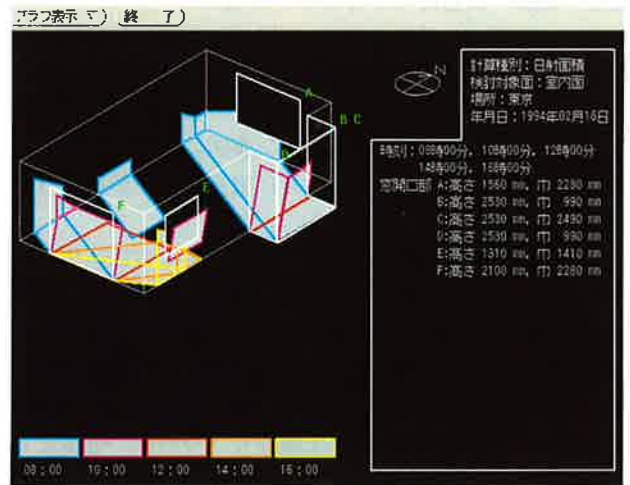 グラフ表示 ▽) (終 了)
N
A
B C
D
E
F
計算種別:日射面積
検討対象面:室内面
場所:東京
年月日:1994年02月16日
時刻:08時00分, 10時00分, 12時00分
14時00分, 16時00分
窓開口部 A:高さ 1560 mm, 巾 2280 mm
B:高さ 2530 mm, 巾 990 mm
C:高さ 2530 mm, 巾 2490 mm
D:高さ 2530 mm, 巾 990 mm
E:高さ 1310 mm, 巾 1410 mm
F:高さ 2100 mm, 巾 2280 mm
08:00 10:00 12:00 14:00 16:00